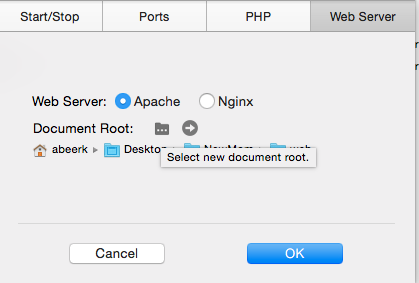 Start/Stop Ports PHP Web Server
Web Server: Apache Nginx
Document Root:
abeerk Desktop NewMom web
Select new document root.
Cancel OK